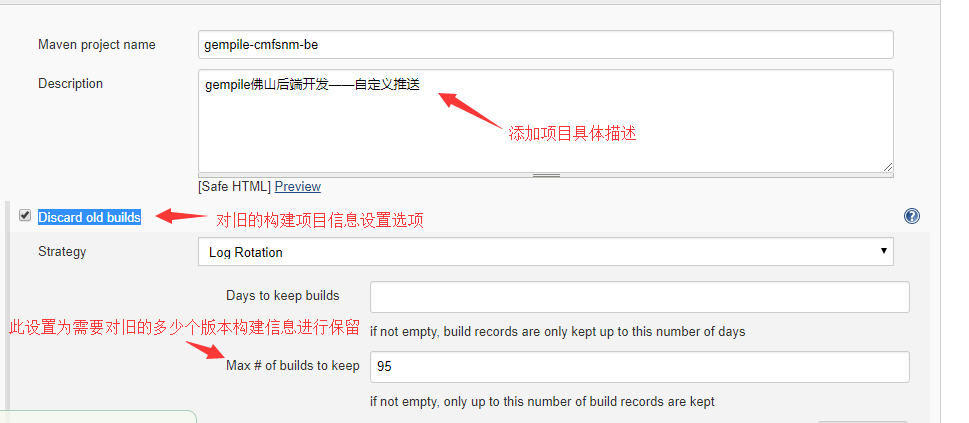 Maven project name
gempile-cmfsnm-be
Description
gempile佛山后端开发——自定义推送
添加项目具体描述
[Safe HTML] Preview
Discard old builds
对旧的构建项目信息设置选项
Strategy
Log Rotation
Days to keep builds
此设置为需要对旧的多少个版本构建信息进行保留
if not empty, build records are only kept up to this number of days
Max # of builds to keep
95
if not empty, only up to this number of build records are kept